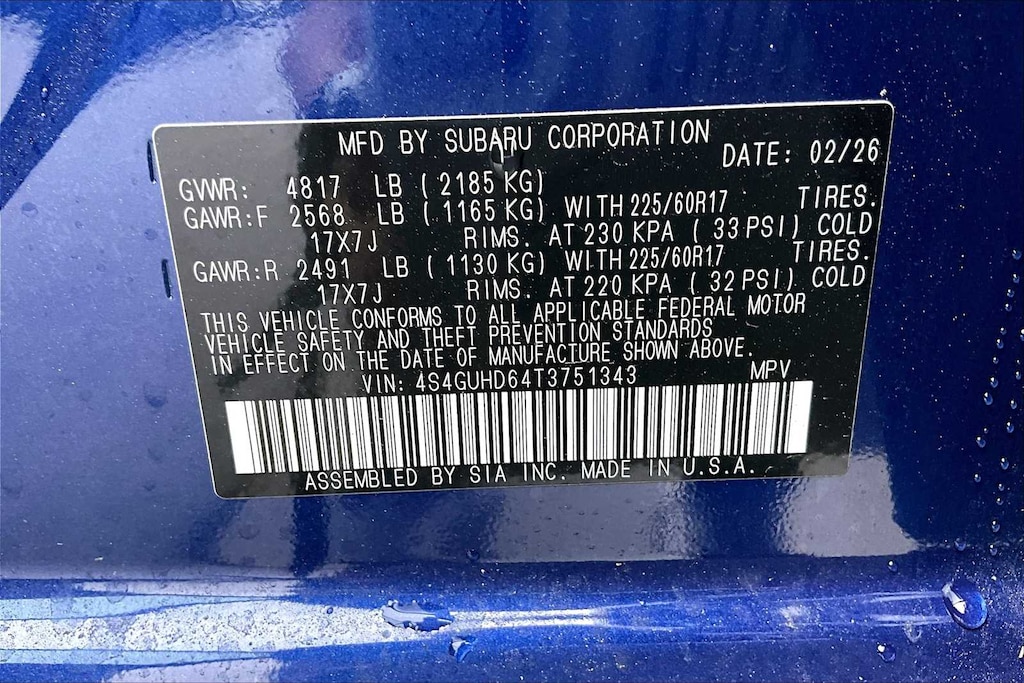 MFD BY SUBARU CORPORATION
DATE: 02/26
GVWR: 4817 LB ( 2185 KG)
GAWR:F 2568 LB ( 1165 KG) WITH 225/60R17 TIRES.
17X7J RIMS. AT 230 KPA ( 33 PSI) COLD
GAWR:R 2491 LB ( 1130 KG) WITH 225/60R17 TIRES.
17X7J RIMS. AT 220 KPA ( 32 PSI) COLD
THIS VEHICLE CONFORMS TO ALL APPLICABLE FEDERAL MOTOR
VEHICLE SAFETY AND THEFT PREVENTION STANDARDS
IN EFFECT ON THE DATE OF MANUFACTURE SHOWN ABOVE.
VIN: 4S4GUHD64T3751343 MPV
ASSEMBLED BY SIA INC. MADE IN U.S.A.